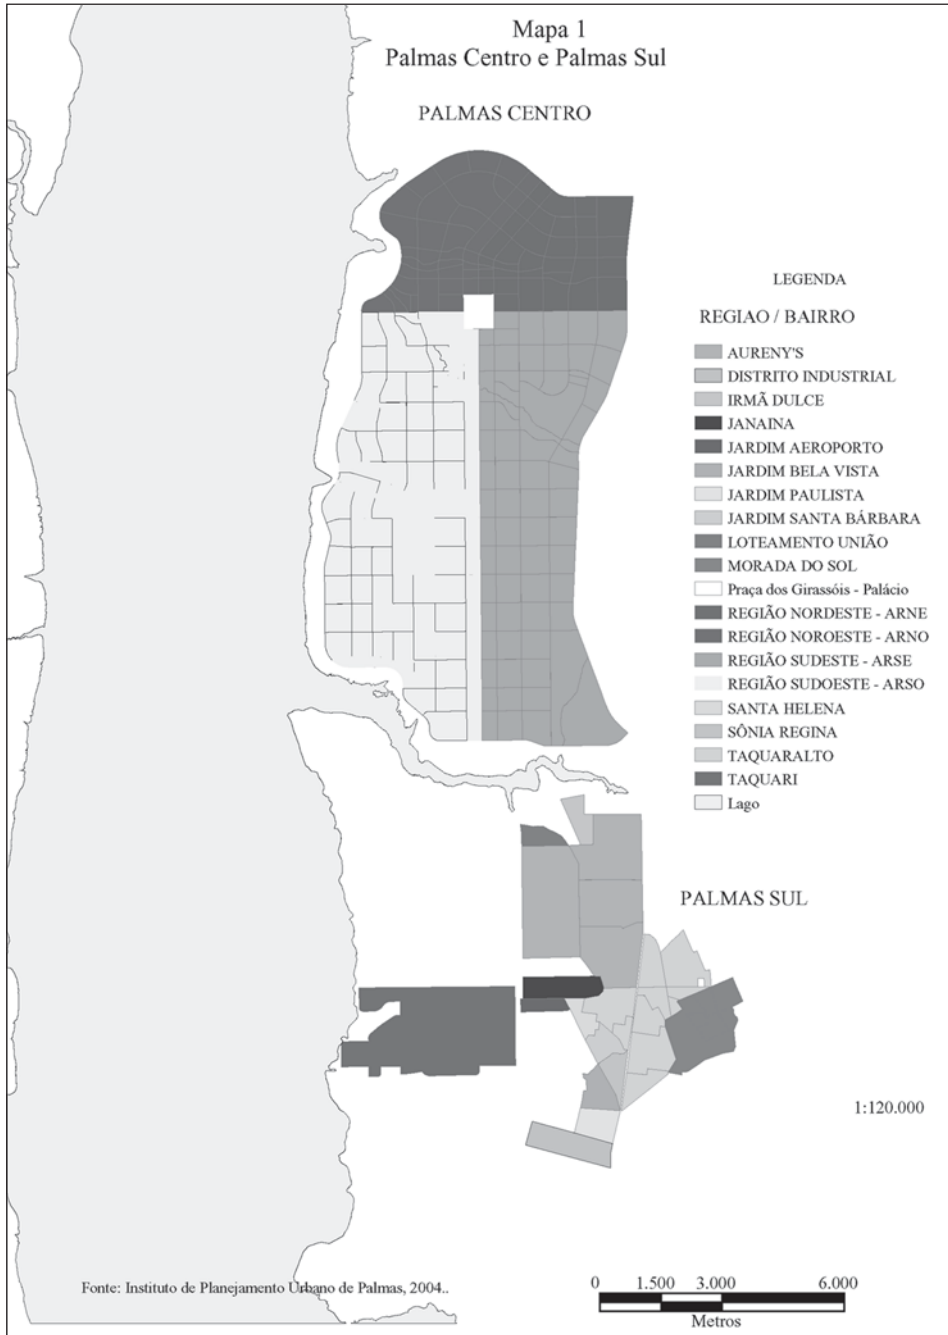 Mapa 1
Palmas Centro e Palmas Sul
PALMAS CENTRO
LEGENDA
REGIAO / BAIRRO
AURENY'S
DISTRITO INDUSTRIAL
IRMÃ DULCE
JANAINA
JARDIM AEROPORTO
JARDIM BELA VISTA
JARDIM PAULISTA
JARDIM SANTA BÁRBARA
LOTEAMENTO UNIÃO
MORADA DO SOL
Praça dos Girassóis - Palácio
REGIÃO NORDESTE - ARNE
REGIÃO NOROESTE - ARNO
REGIÃO SUDESTE - ARSE
REGIÃO SUDOESTE - ARSO
SANTA HELENA
SÔNIA REGINA
TAQUARALTO
TAQUARI
Lago
PALMAS SUL
1:120.000
Fonte: Instituto de Planejamento Urbano de Palmas, 2004..
0 1.500 3.000 6.000
Metros